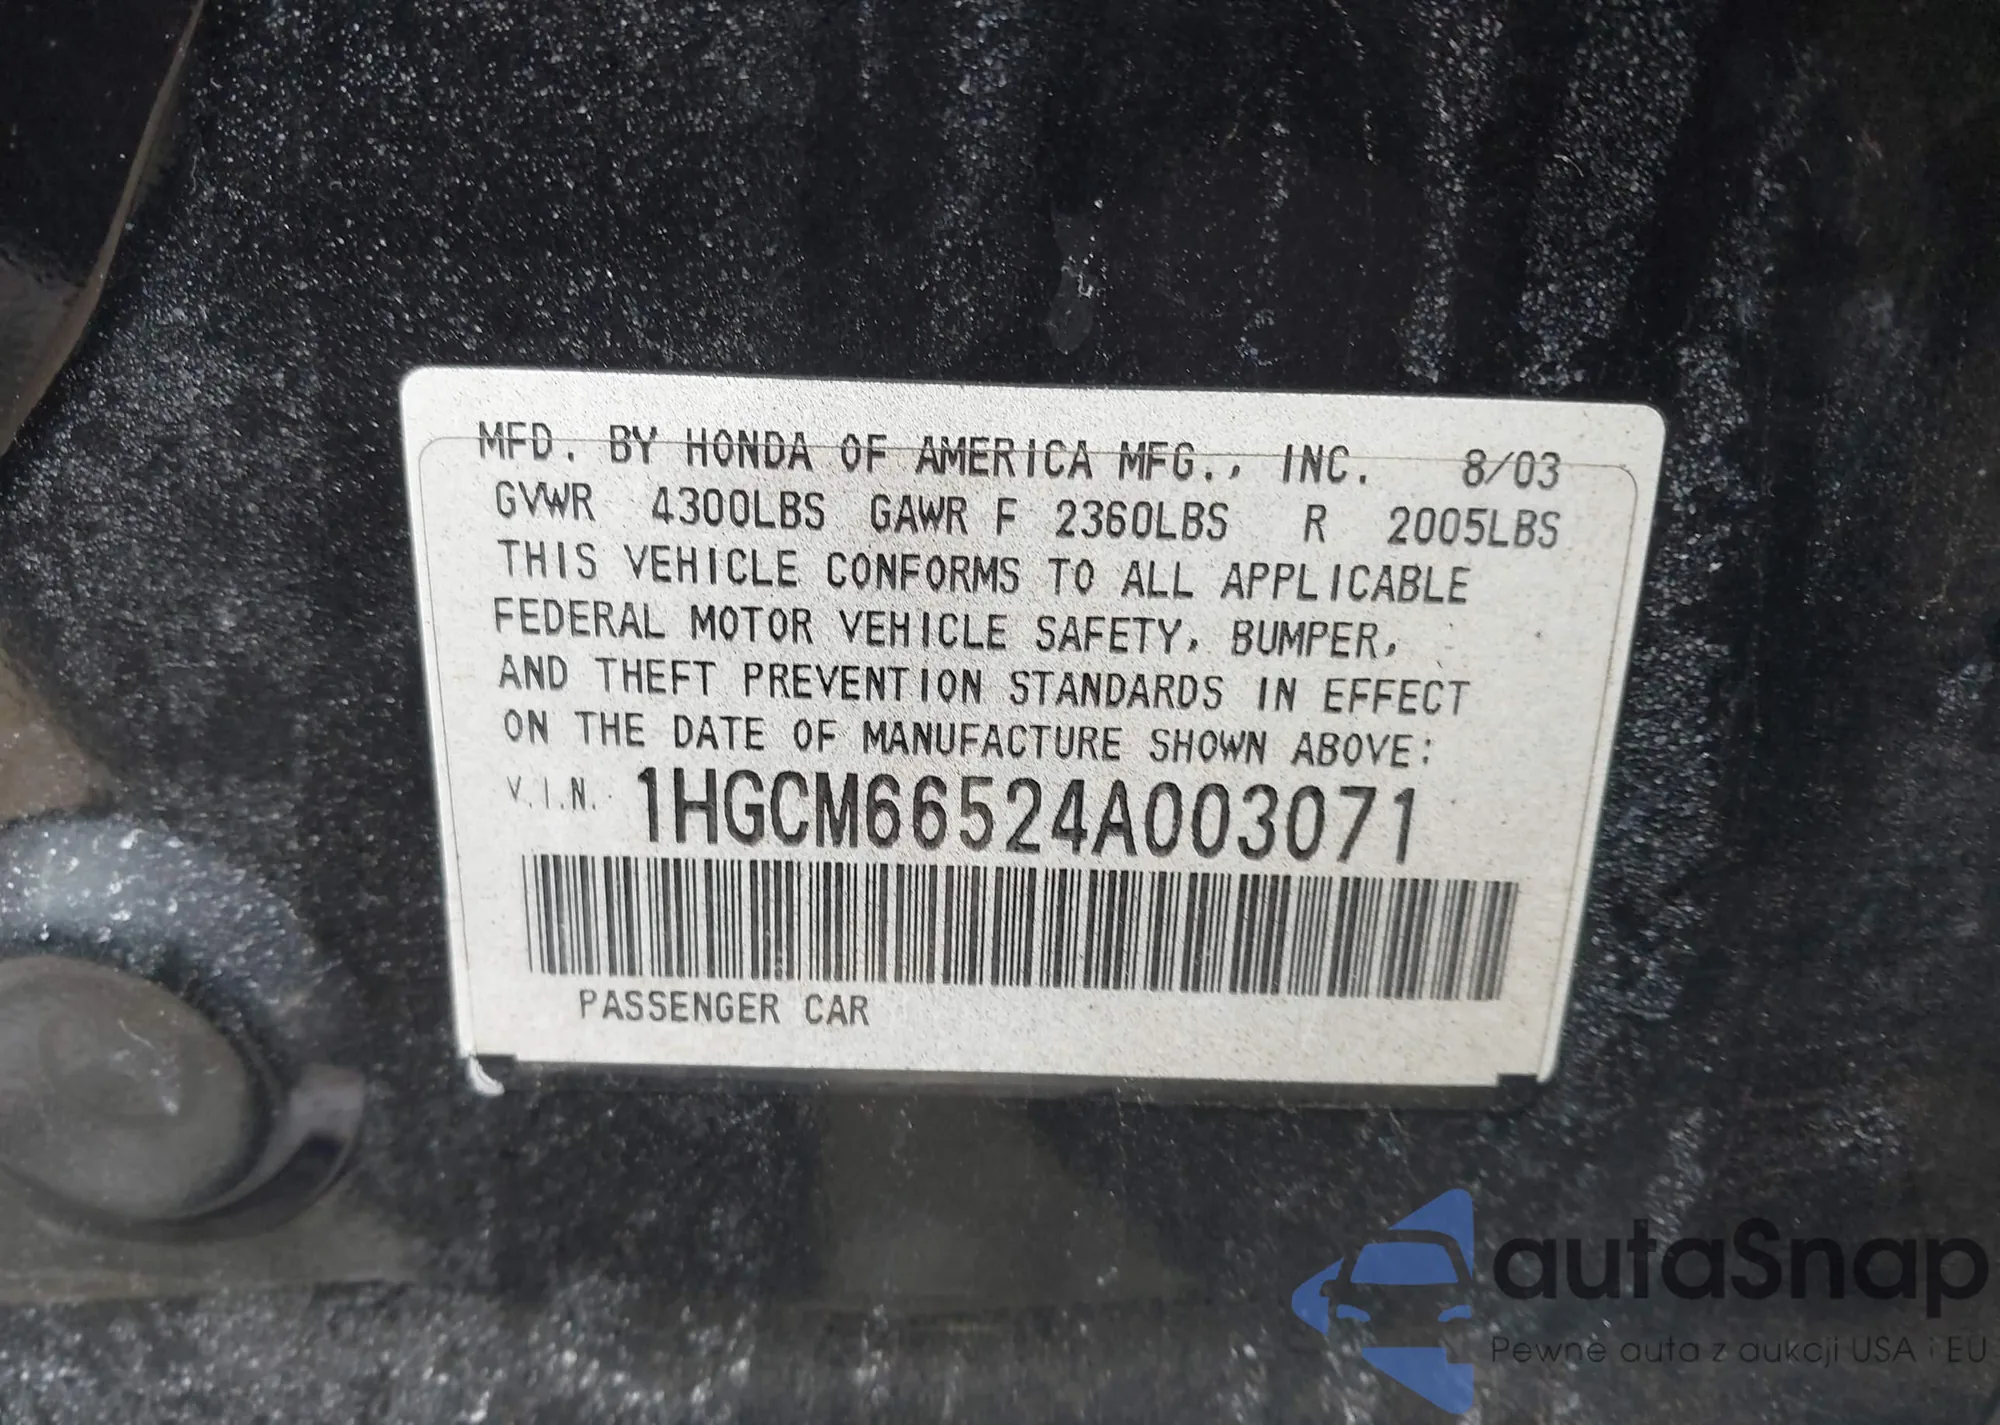 MFD. BY HONDA OF AMERICA MFG., INC. 8/03
GVWR 4300LBS GAWR F 2360LBS R 2005LBS
THIS VEHICLE CONFORMS TO ALL APPLICABLE
FEDERAL MOTOR VEHICLE SAFETY, BUMPER,
AND THEFT PREVENTION STANDARDS IN EFFECT
ON THE DATE OF MANUFACTURE SHOWN ABOVE:
V.I.N. 1HGCM66524A003071
PASSENGER CAR
autaSnap
Pewne auta z aukcji USA i EU